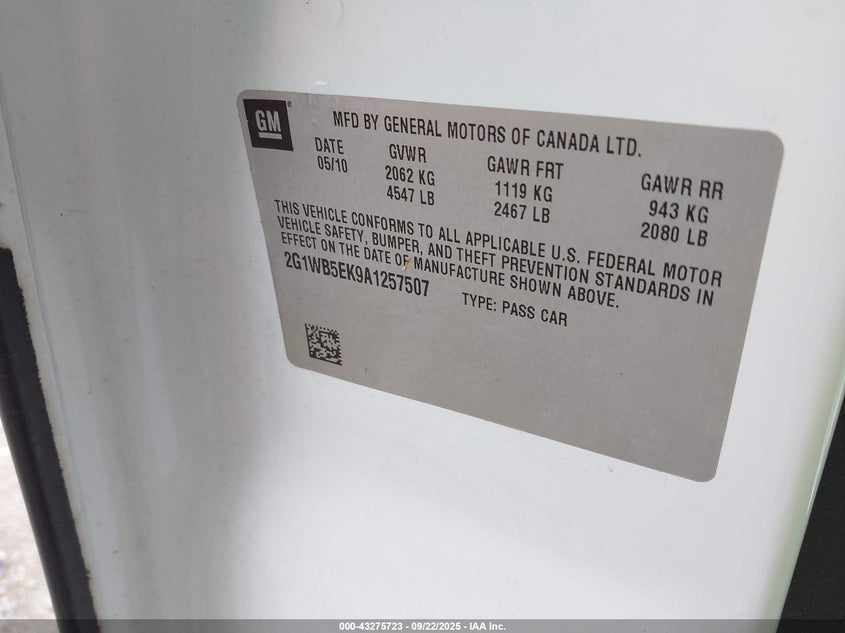 GM
MFD BY GENERAL MOTORS OF CANADA LTD.
DATE GVWR GAWR FRT GAWR RR
05/10 2062 KG 1119 KG 943 KG
4547 LB 2467 LB 2080 LB
THIS VEHICLE CONFORMS TO ALL APPLICABLE U.S. FEDERAL MOTOR
VEHICLE SAFETY, BUMPER, AND THEFT PREVENTION STANDARDS IN
EFFECT ON THE DATE OF MANUFACTURE SHOWN ABOVE.
2G1WB5EK9A1257507 TYPE: PASS CAR
000-43275723 - 09/22/2025 - IAA Inc.